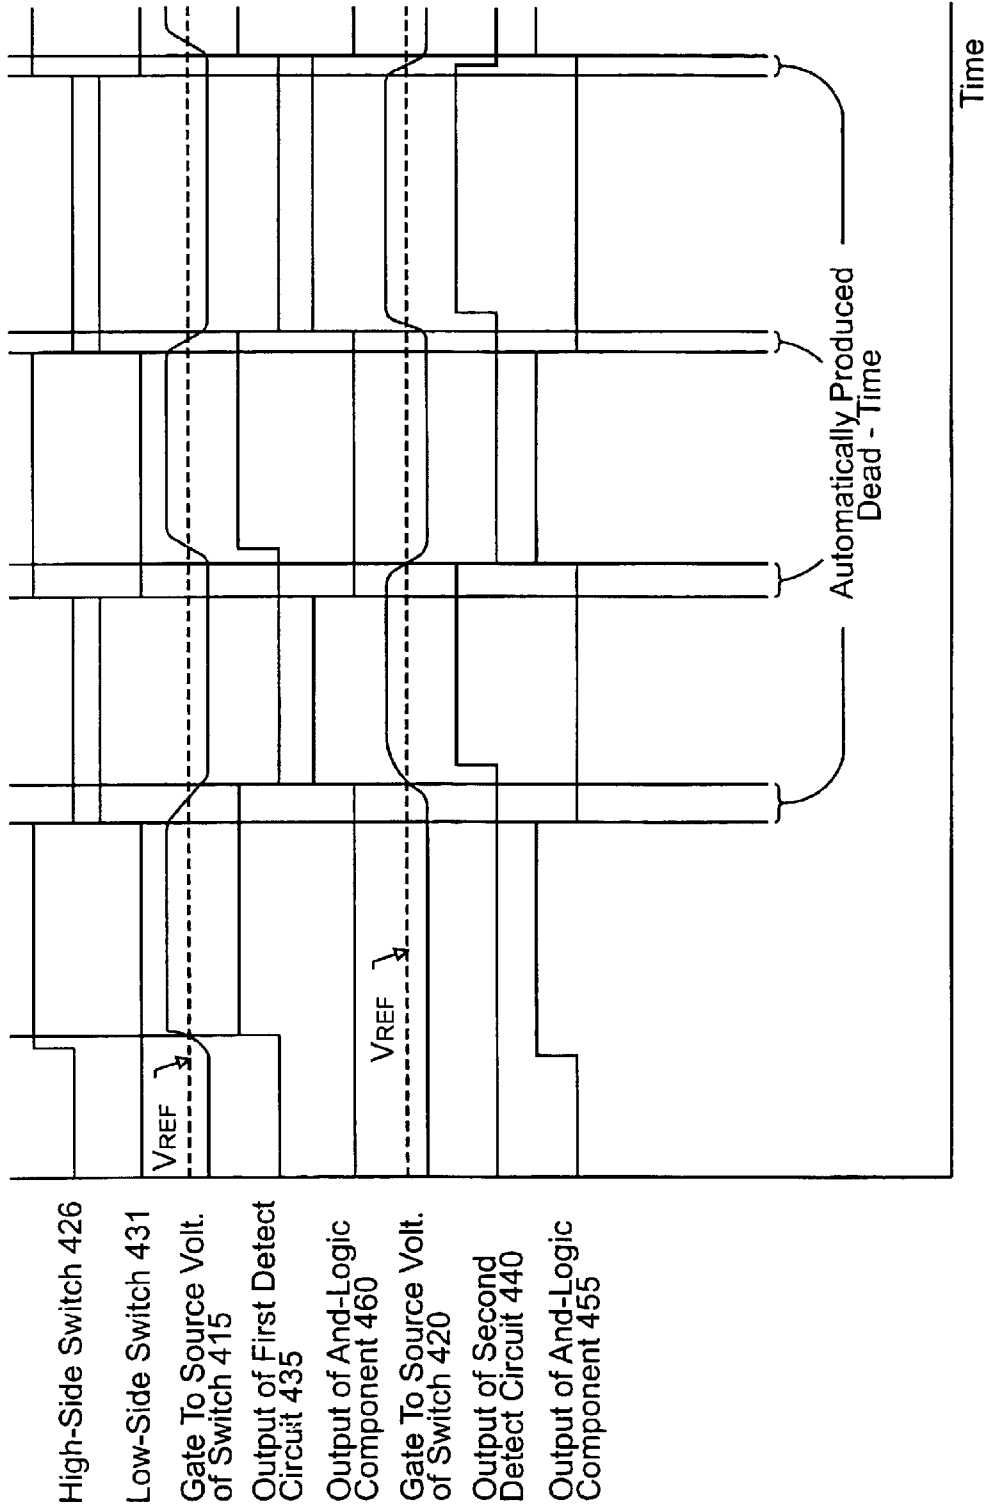 High-Side Switch 426
Low-Side Switch 431
Gate To Source Volt.
of Switch 415
Output of First Detect
Circuit 435
Output of And-Logic
Component 460
Gate To Source Volt.
of Switch 420
Output of Second
Detect Circuit 440
Output of And-Logic
Component 455
VREF
VREF
Automatically Produced
Dead - Time
Time